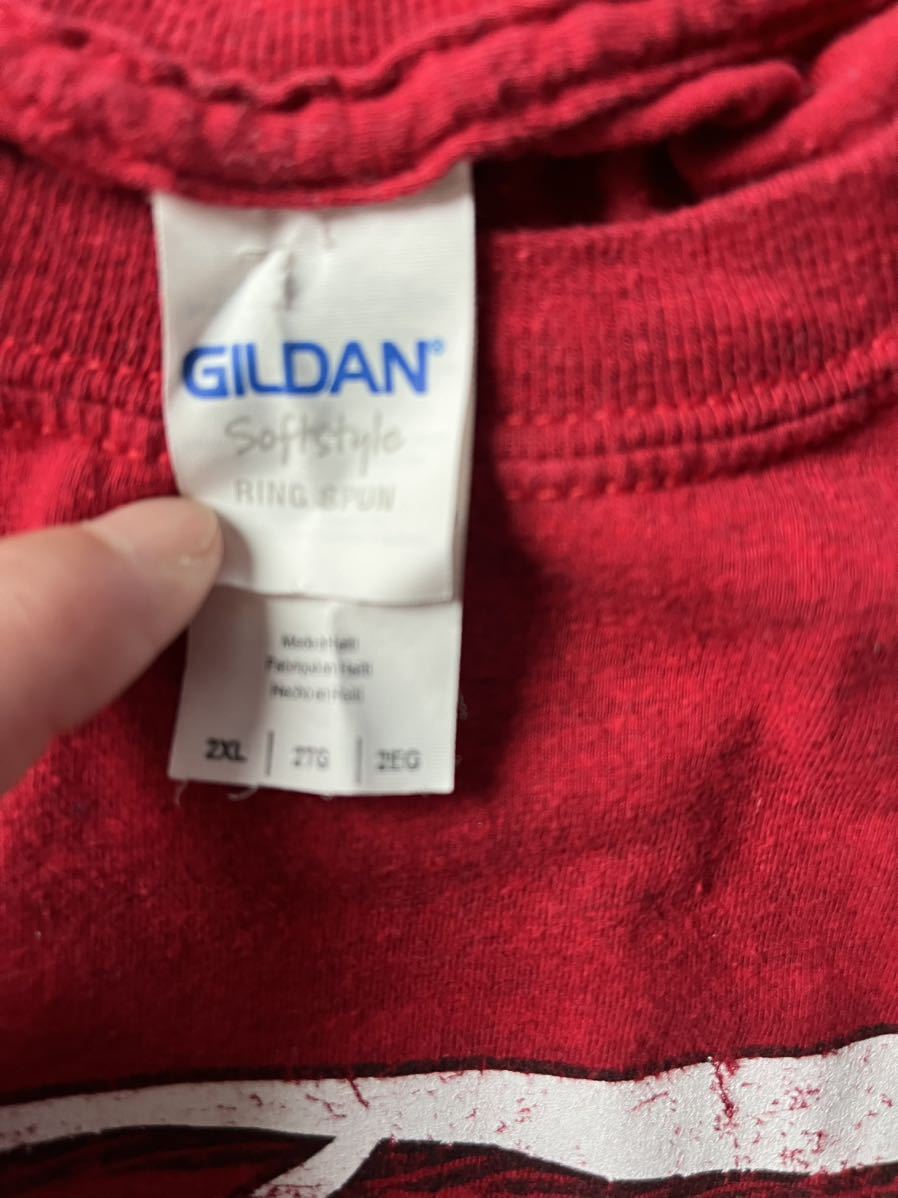 GILDAN®
Softstyle
RING SPUN
Made in Haiti
Fabriqué en Haïti
Hecho en Haití
2XL | 2TG | 2EG